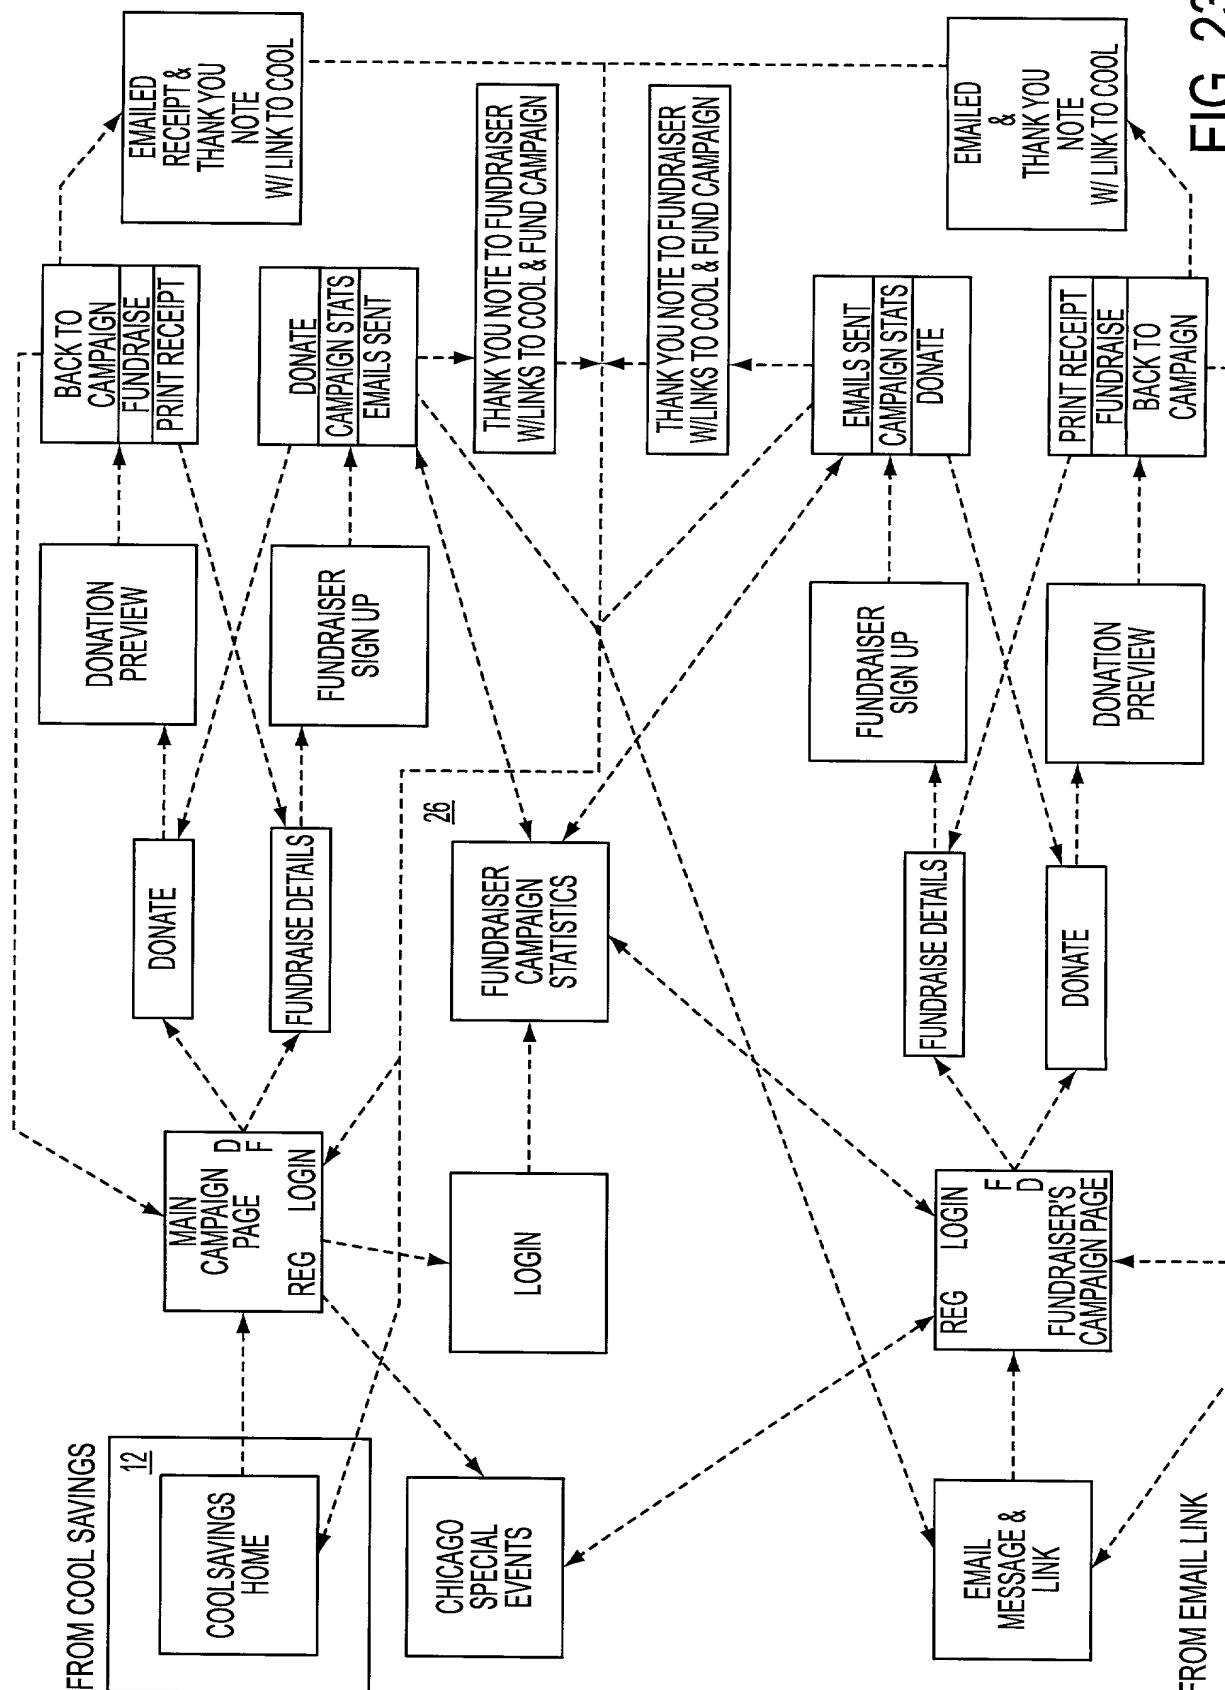 FROM COOL SAVINGS
12
COOLSAVINGS
HOME
MAIN
CAMPAIGN
PAGE
D
F
REG
LOGIN
DONATE
FUNDRAISE DETAILS
DONATION
PREVIEW
FUNDRAISER
SIGN UP
BACK TO
CAMPAIGN
FUNDRAISE
PRINT RECEIPT
DONATE
CAMPAIGN STATS
EMAILS SENT
EMAILED
RECEIPT &
THANK YOU
NOTE
W/ LINK TO COOL
THANK YOU NOTE TO FUNDRAISER
W/LINKS TO COOL & FUND CAMPAIGN
THANK YOU NOTE TO FUNDRAISER
W/LINKS TO COOL & FUND CAMPAIGN
CHICAGO
SPECIAL
EVENTS
LOGIN
26
FUNDRAISER
CAMPAIGN
STATISTICS
EMAIL
MESSAGE &
LINK
REG
LOGIN
F
D
FUNDRAISER'S
CAMPAIGN PAGE
FUNDRAISE DETAILS
DONATE
FUNDRAISER
SIGN UP
DONATION
PREVIEW
EMAILS SENT
CAMPAIGN STATS
DONATE
PRINT RECEIPT
FUNDRAISE
BACK TO
CAMPAIGN
EMAILED
&
THANK YOU
NOTE
W/ LINK TO COOL
FROM EMAIL LINK
FIG. 23